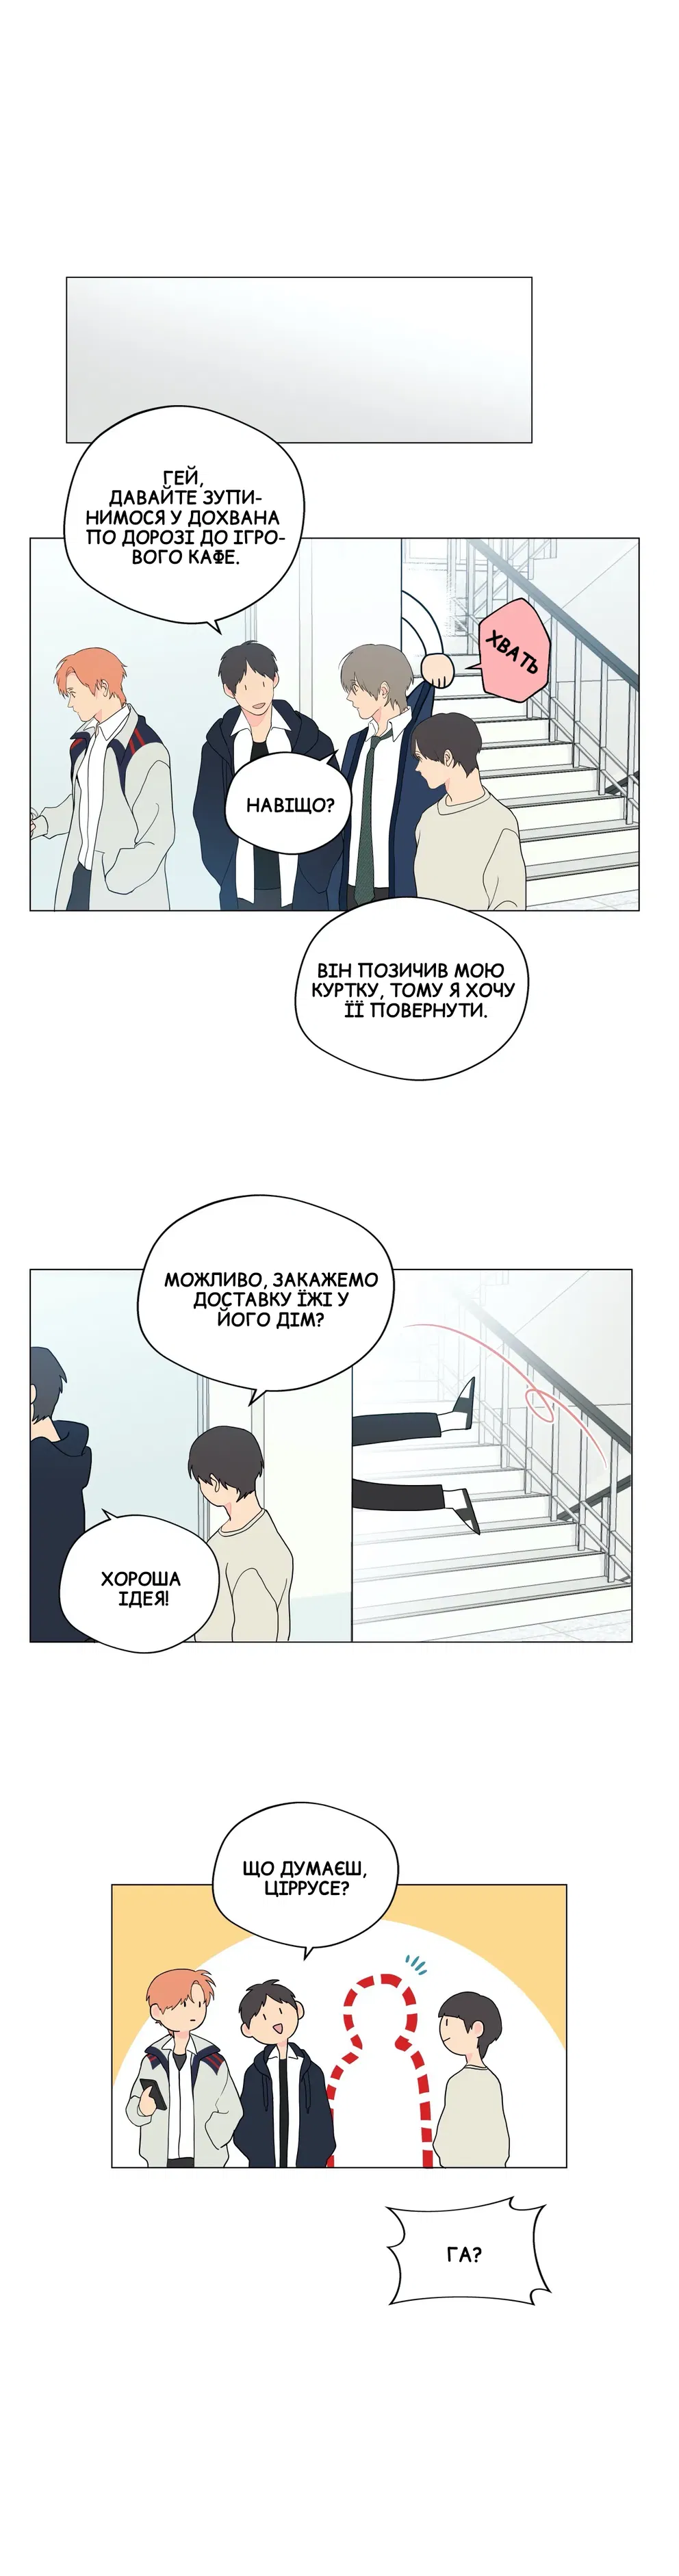 ГЕЙ,
ДАВАЙТЕ ЗУПИ-
НИМОСЯ У ДОХВАНА
ПО ДОРОЗІ ДО ІГРО-
ВОГО КАФЕ.
ХВАТЬ
НАВІЩО?
ВІН ПОЗИЧИВ МОЮ
КУРТКУ, ТОМУ Я ХОЧУ
ЇЇ ПОВЕРНУТИ.
МОЖЛИВО, ЗАКАЖЕМО
ДОСТАВКУ ЇЖІ У
ЙОГО ДІМ?
ХОРОША
ІДЕЯ!
ЩО ДУМАЄШ,
ЦІРРУСЕ?
ГА?